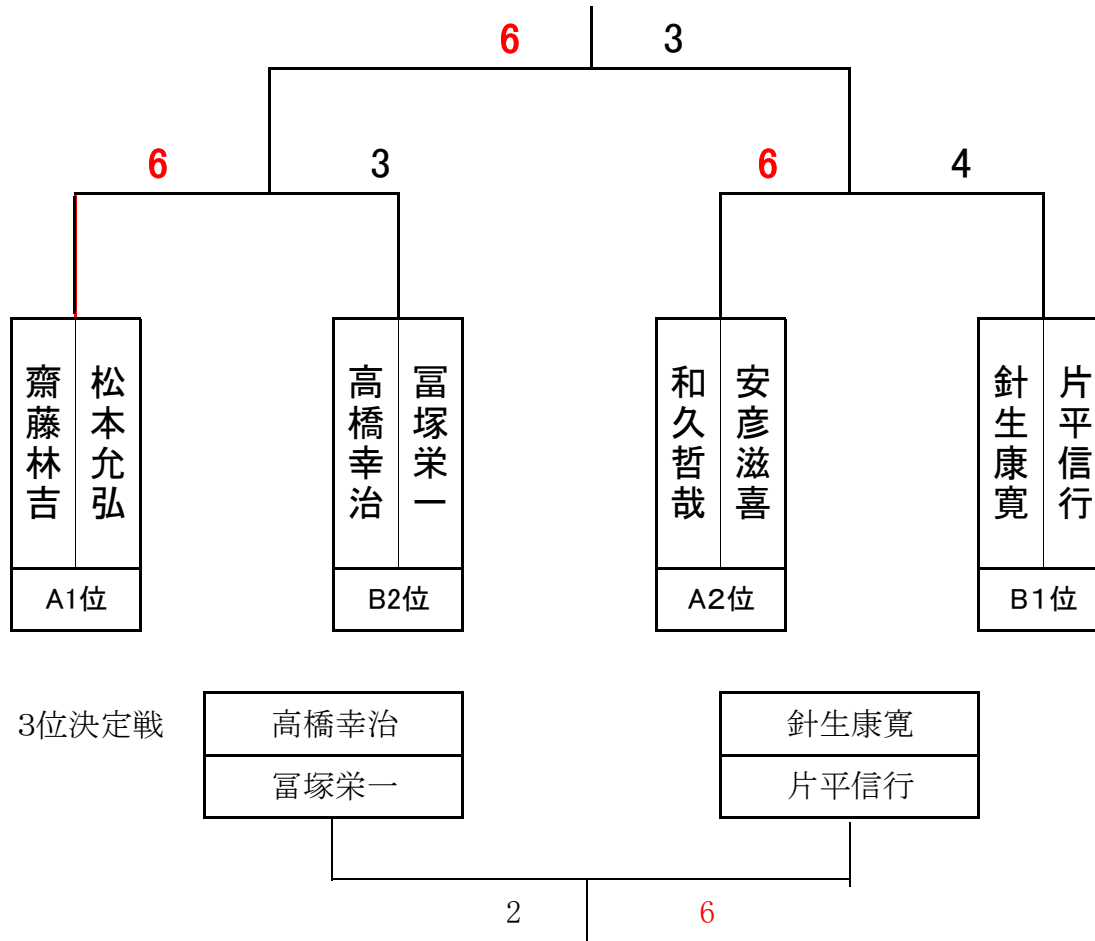 6 3
6 3 6 4
齋藤林吉
松本允弘
高橋幸治
冨塚栄一
和久哲哉
安彦滋喜
針生康寛
片平信行
A1位
B2位
A2位
B1位
3位決定戦
高橋幸治
冨塚栄一
針生康寛
片平信行
2 6